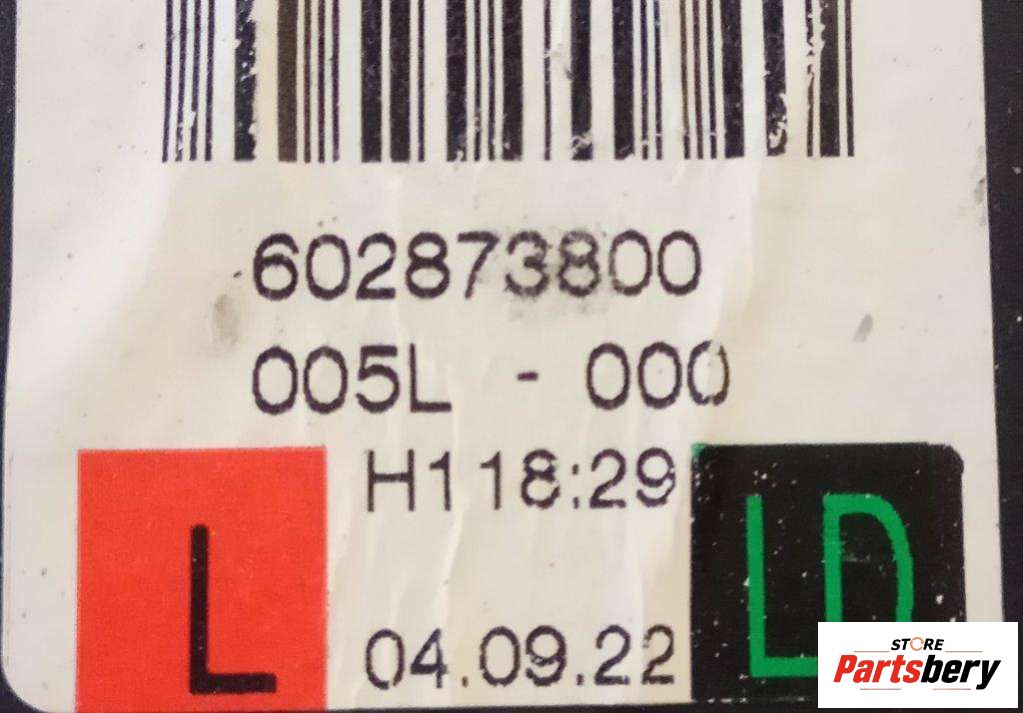 602873800
005L - 000
H118:29
L
LD
04.09.22
STORE
Partsbery